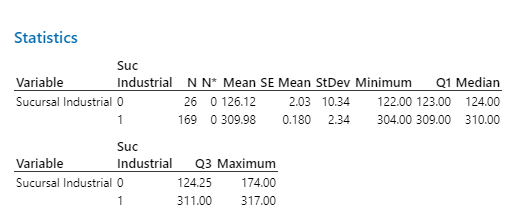 Statistics
Suc
Variable Industrial N N* Mean SE Mean StDev Minimum Q1 Median
Sucursal Industrial 0 26 0 126.12 2.03 10.34 122.00 123.00 124.00
1 169 0 309.98 0.180 2.34 304.00 309.00 310.00
Suc
Variable Industrial Q3 Maximum
Sucursal Industrial 0 124.25 174.00
1 311.00 317.00